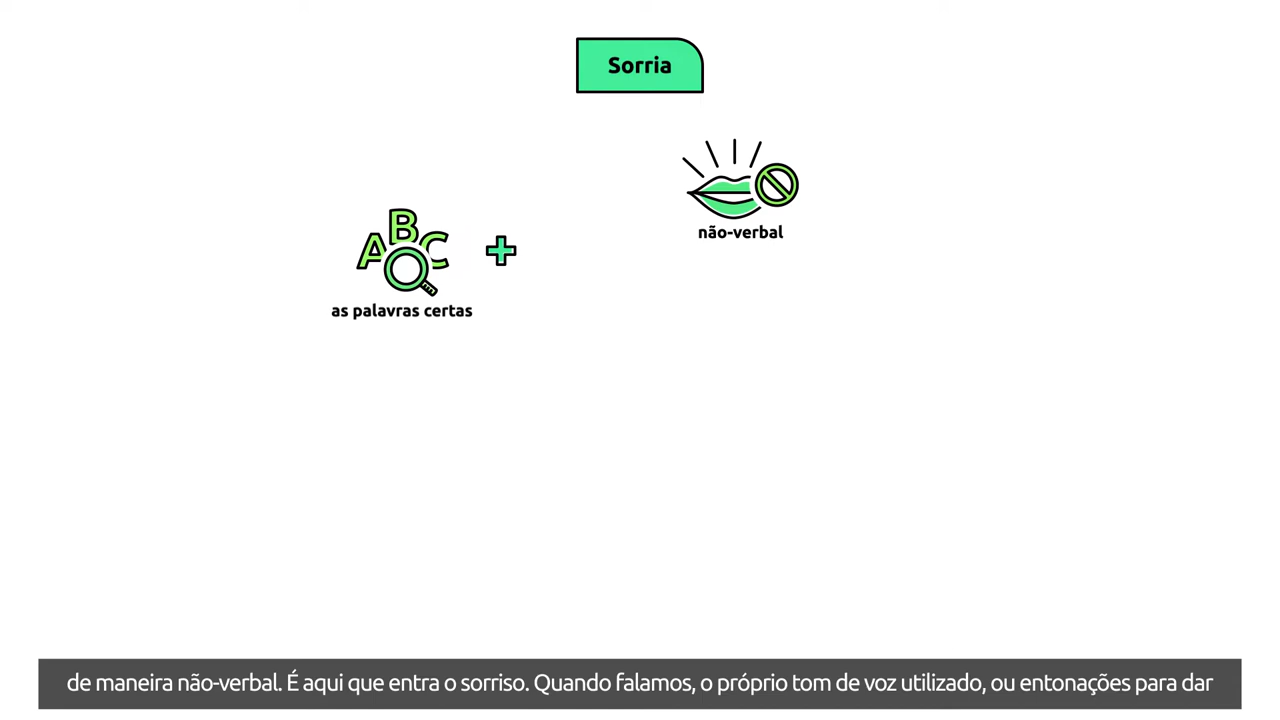 Sorria
não-verbal
ABC
as palavras certas
de maneira não-verbal. É aqui que entra o sorriso. Quando falamos, o próprio tom de voz utilizado, ou entonações para dar